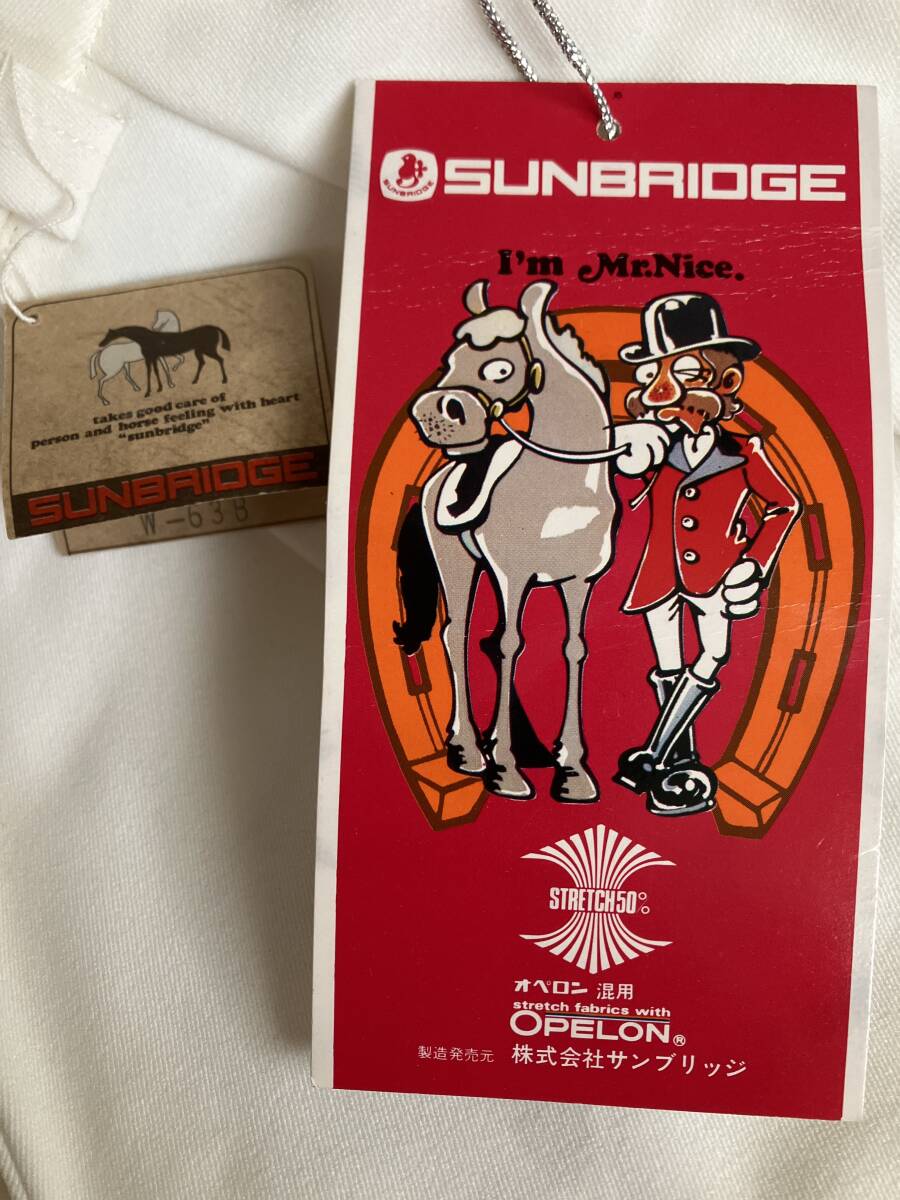 SUNBRIDGE
SUNBRIDGE
I'm Mr.Nice.
STRETCH50%
オペロン 混用
stretch fabrics with
OPELON®
製造発売元 株式会社サンブリッジ
takes good care of
person and horse feeling with heart
"sunbridge"
SUNBRIDGE
W-63B